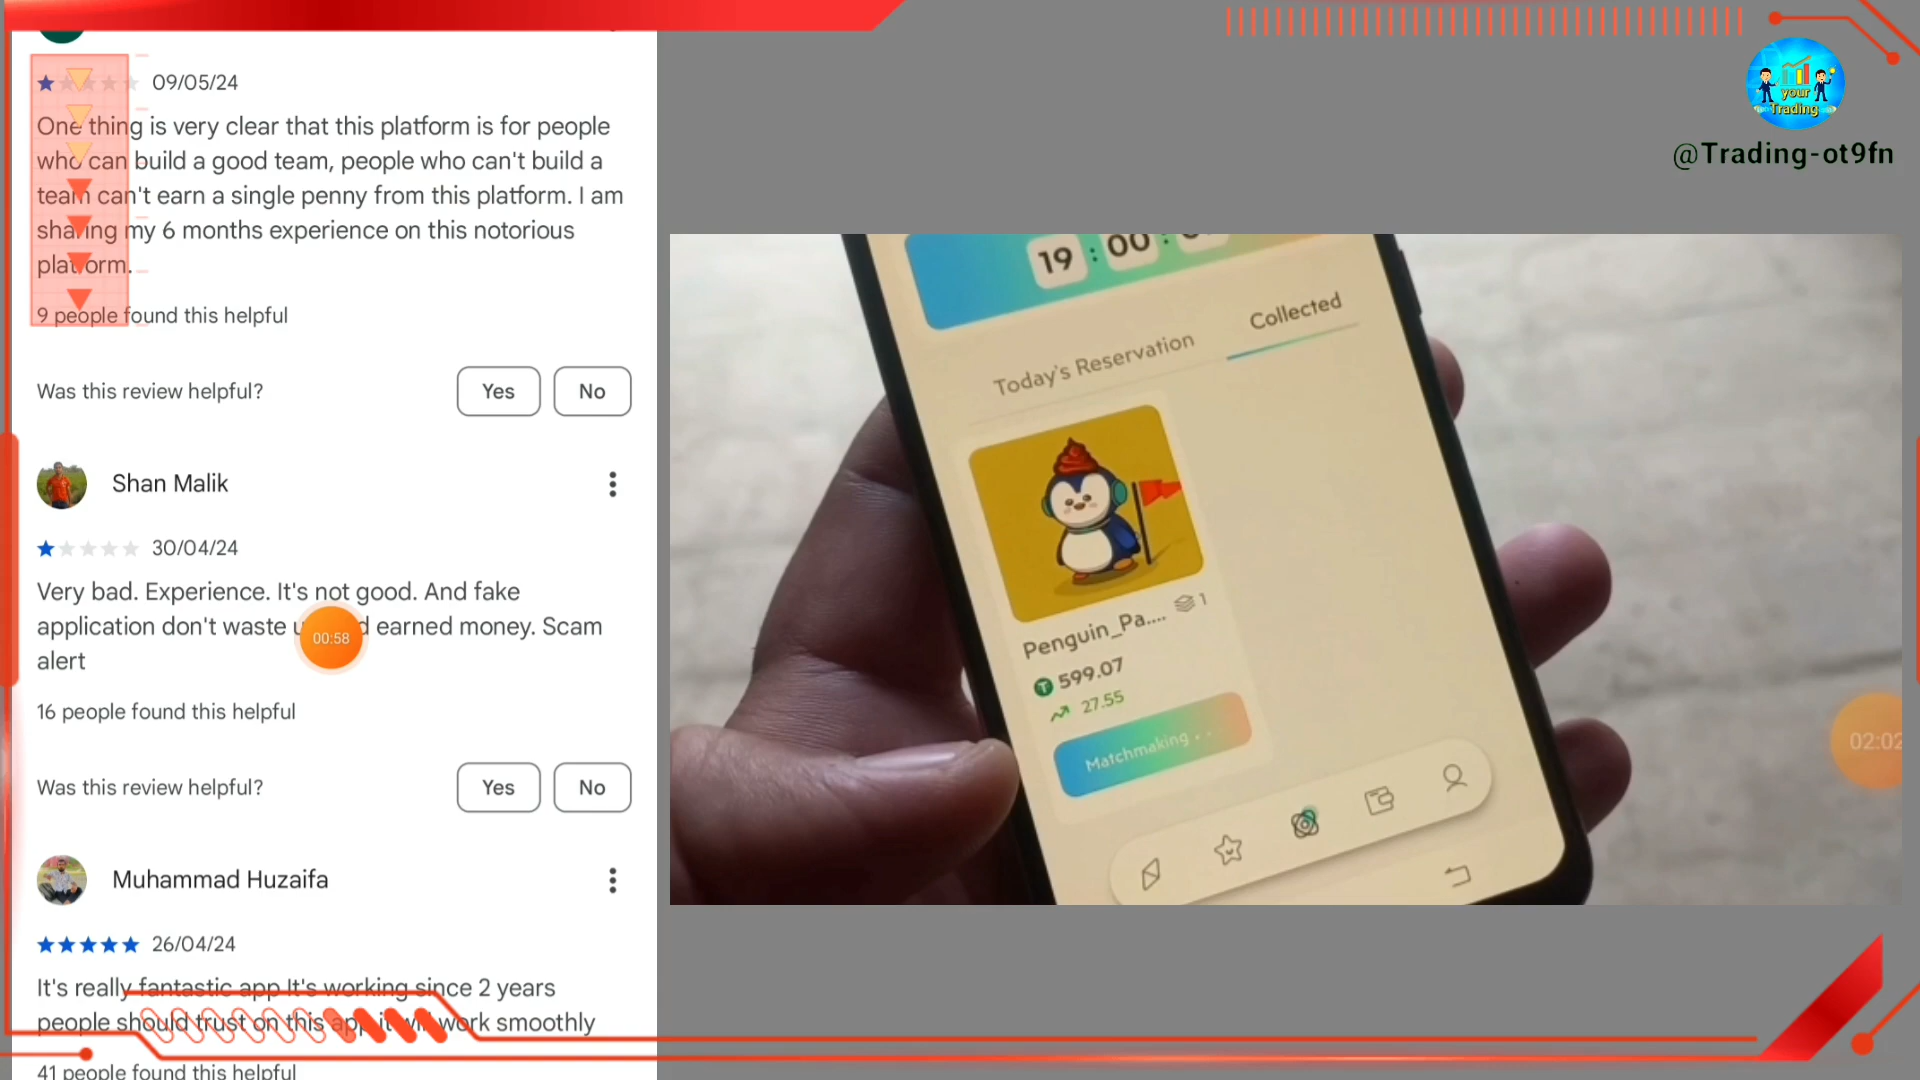 09/05/24
One thing is very clear that this platform is for people
who can build a good team, people who can't build a
team can't earn a single penny from this platform. I am
sharing my 6 months experience on this notorious
platform.
9 people found this helpful
Was this review helpful?
Yes
No
Shan Malik
30/04/24
Very bad. Experience. It's not good. And fake
application don't waste earned money. Scam
alert
00:58
16 people found this helpful
Was this review helpful?
Yes
No
Muhammad Huzaifa
26/04/24
It's really fantastic app It's working since 2 years
people should trust on this app it will work smoothly
41 people found this helpful
your
Trading
@Trading-ot9fn
19 : 00 :
Today's Reservation
Collected
Penguin_Pa....
1
599.07
27.55
Matchmaking . .
02:02